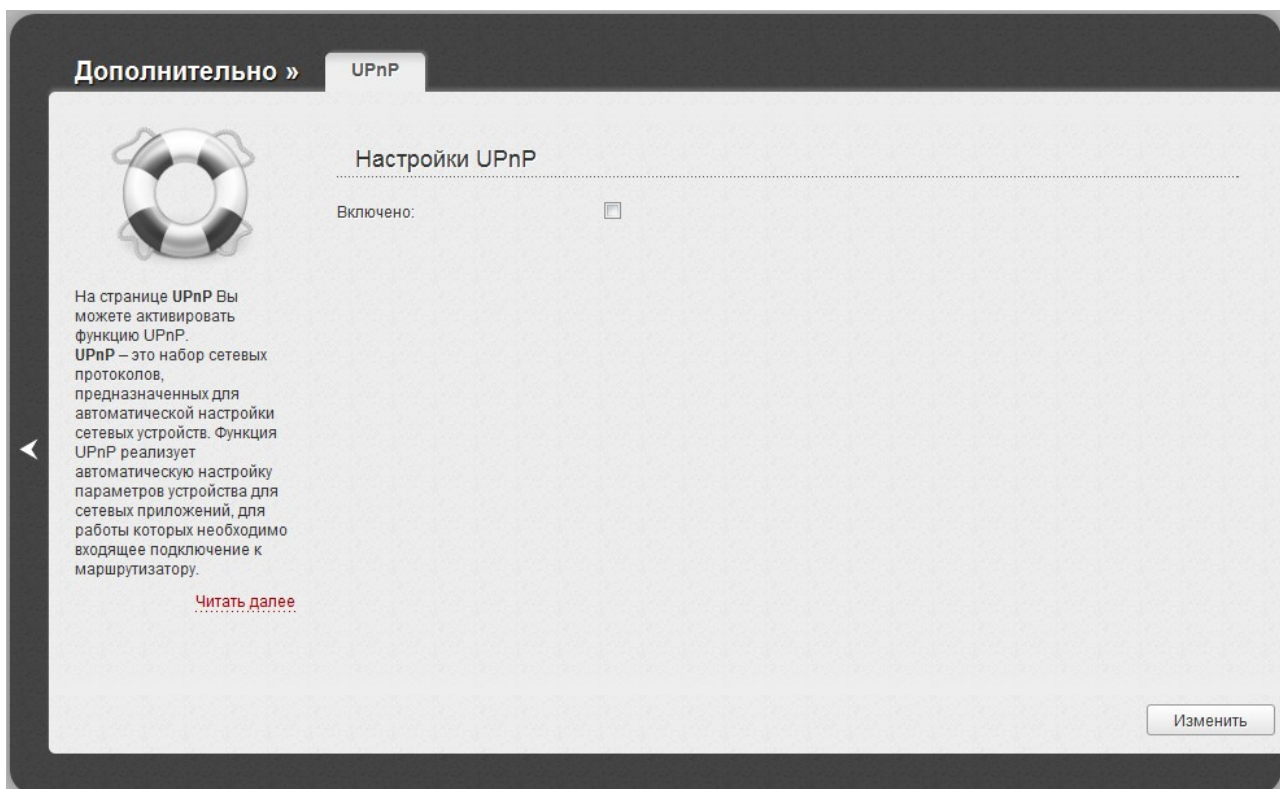 Дополнительно »
UPnP
Настройки UPnP
Включено:
На странице UPnP Вы
можете активировать
функцию UPnP.
UPnP – это набор сетевых
протоколов,
предназначенных для
автоматической настройки
сетевых устройств. Функция
UPnP реализует
автоматическую настройку
параметров устройства для
сетевых приложений, для
работы которых необходимо
входящее подключение к
маршрутизатору.
Читать далее
Изменить